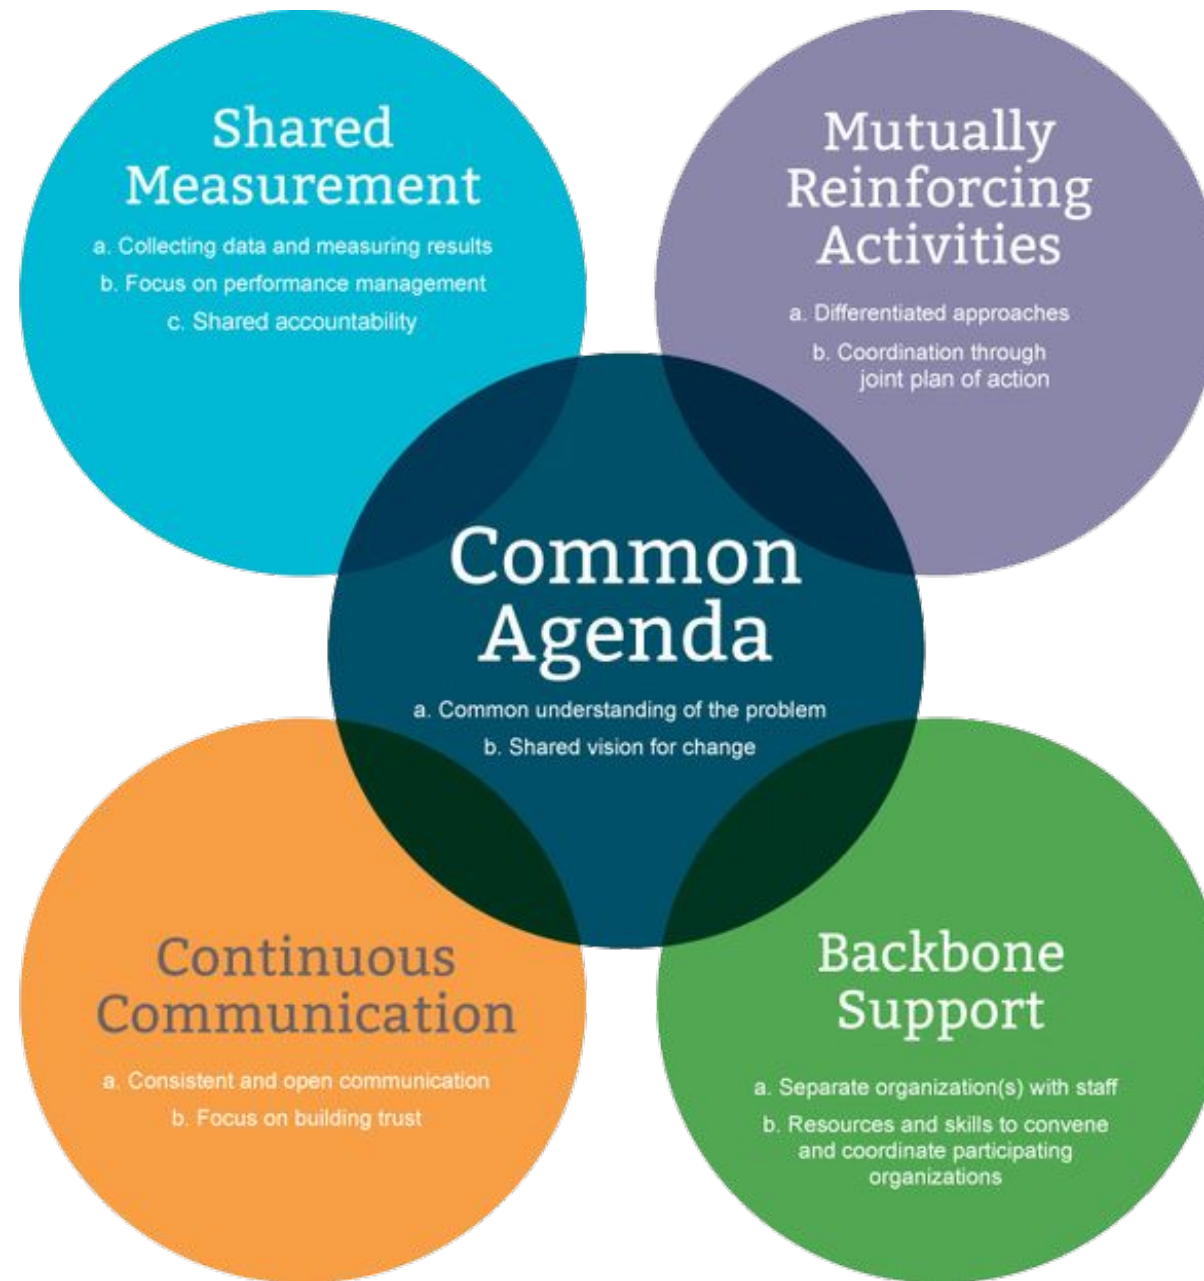 Shared
Measurement
a. Collecting data and measuring results
b. Focus on performance management
c. Shared accountability
Mutually
Reinforcing
Activities
a. Differentiated approaches
b. Coordination through
joint plan of action
Common
Agenda
a. Common understanding of the problem
b. Shared vision for change
Continuous
Communication
a. Consistent and open communication
b. Focus on building trust
Backbone
Support
a. Separate organization(s) with staff
b. Resources and skills to convene
and coordinate participating
organizations